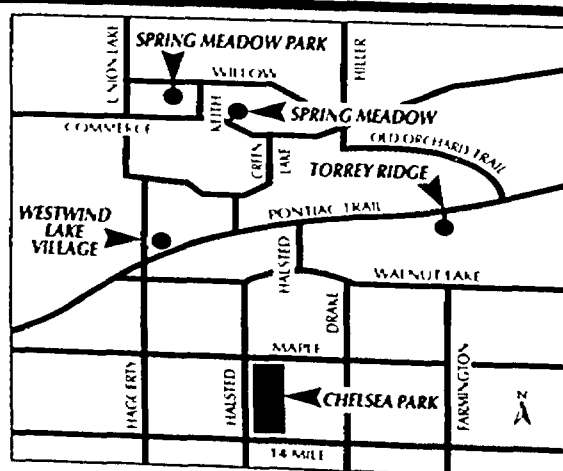 SPRING MEADOW PARK
UNION LAKE
WILLOW
HILLER
KEITH
SPRING MEADOW
COMMERCE
OLD ORCHARD TRAIL
GREEN
LAKE
TORREY RIDGE
WESTWIND
LAKE
VILLAGE
PONTIAC TRAIL
HALSTED
WALNUT LAKE
DRAKE
MAPLE
HAGGERTY
HALSTED
CHELSEA PARK
FARMINGTON
N
14 MILE